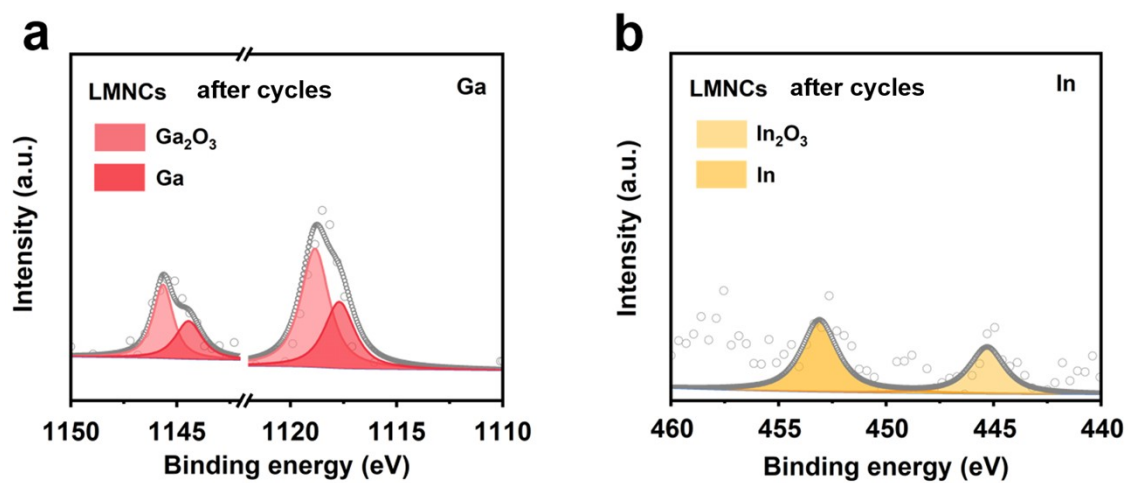 a
LMNCs after cycles
Ga
Ga₂O₃
Ga
Intensity (a.u.)
1150 1145 1120 1115 1110
Binding energy (eV)
b
LMNCs after cycles
In
In₂O₃
In
Intensity (a.u.)
460 455 450 445 440
Binding energy (eV)